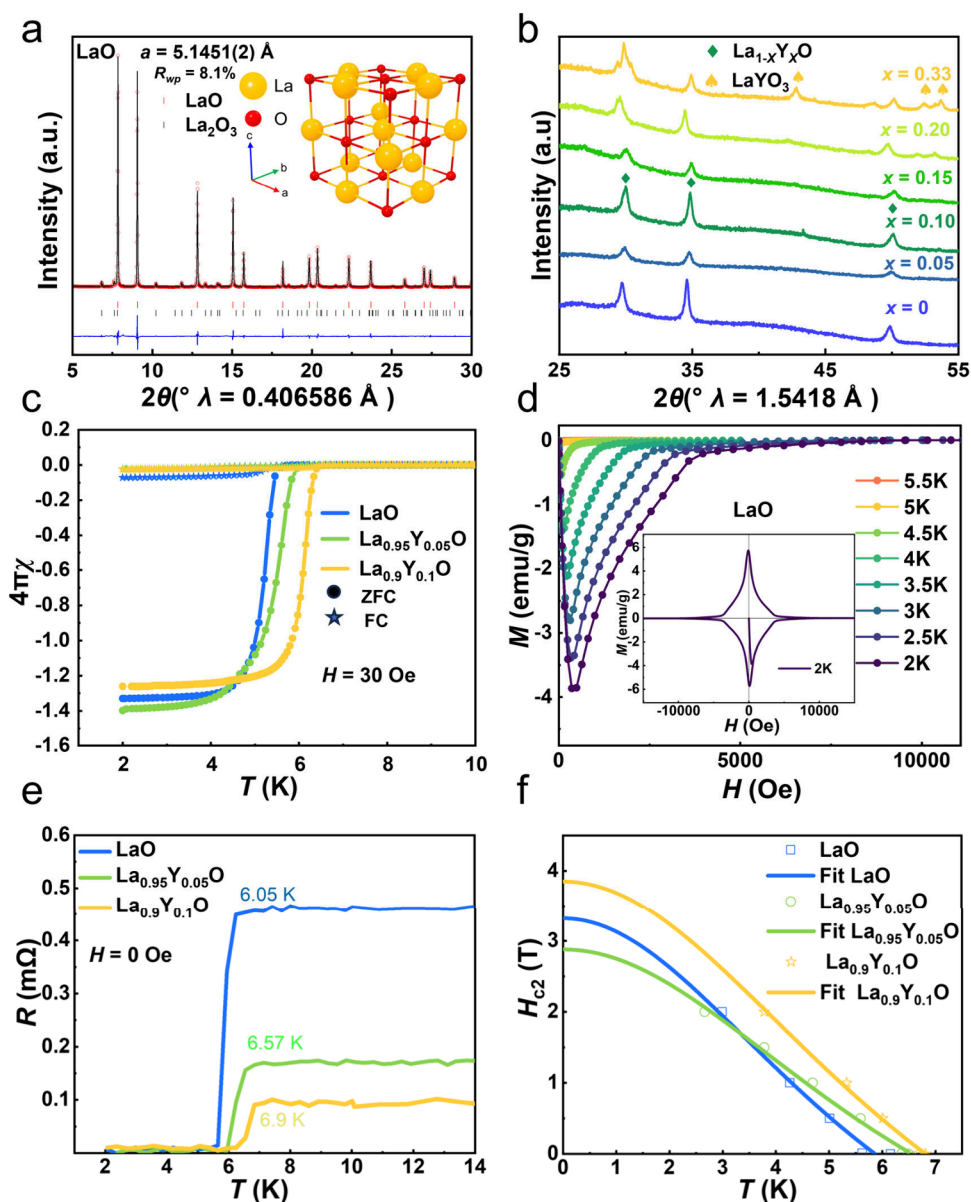 a
LaO a = 5.1451(2) Å
R_wp = 8.1%
LaO
La₂O₃
La
O
c
b
a
Intensity (a.u.)
5 10 15 20 25 30
2θ(° λ = 0.406586 Å )
b
La₁₋ₓYₓO
LaYO₃
x = 0.33
x = 0.20
x = 0.15
x = 0.10
x = 0.05
x = 0
Intensity (a.u)
25 35 45 55
2θ(° λ = 1.5418 Å )
c
0.2
0.0
-0.2
-0.4
-0.6
-0.8
-1.0
-1.2
-1.4
-1.6
4πχ
LaO
La₀.₉₅Y₀.₀₅O
La₀.₉Y₀.₁O
ZFC
FC
H = 30 Oe
2 4 6 8 10
T (K)
d
0
-1
-2
-3
-4
M (emu/g)
LaO
5.5K
5K
4.5K
4K
3.5K
3K
2.5K
2K
6
4
2
0
-2
-4
-6
M (emu/g)
2K
-10000 0 10000
H (Oe)
0 5000 10000
H (Oe)
e
0.6
0.5
0.4
0.3
0.2
0.1
R (mΩ)
LaO
La₀.₉₅Y₀.₀₅O
La₀.₉Y₀.₁O
H = 0 Oe
6.05 K
6.57 K
6.9 K
2 4 6 8 10 12 14
T (K)
f
4
3
2
1
0
H_c2 (T)
LaO
Fit LaO
La₀.₉₅Y₀.₀₅O
Fit La₀.₉₅Y₀.₀₅O
La₀.₉Y₀.₁O
Fit La₀.₉Y₀.₁O
0 1 2 3 4 5 6 7
T (K)